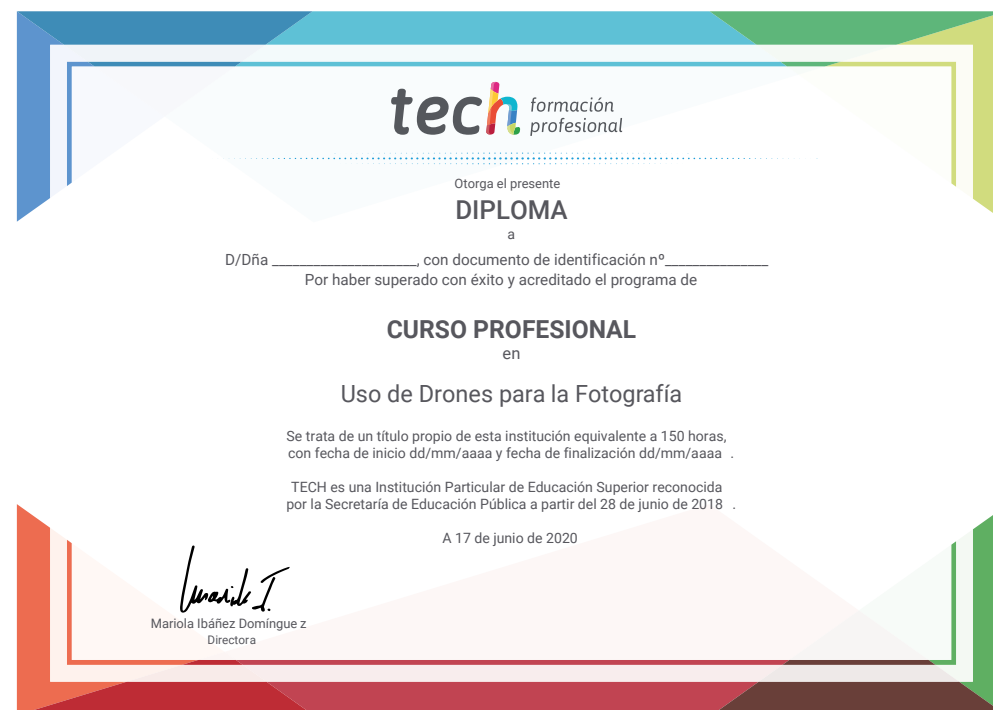 tech formación
profesional
Otorga el presente
DIPLOMA
a
D/Dña ____________________, con documento de identificación nº______________
Por haber superado con éxito y acreditado el programa de
CURSO PROFESIONAL
en
Uso de Drones para la Fotografía
Se trata de un título propio de esta institución equivalente a 150 horas,
con fecha de inicio dd/mm/aaaa y fecha de finalización dd/mm/aaaa .
TECH es una Institución Particular de Educación Superior reconocida
por la Secretaría de Educación Pública a partir del 28 de junio de 2018 .
A 17 de junio de 2020
Mariola Ibáñez Domíngue z
Directora